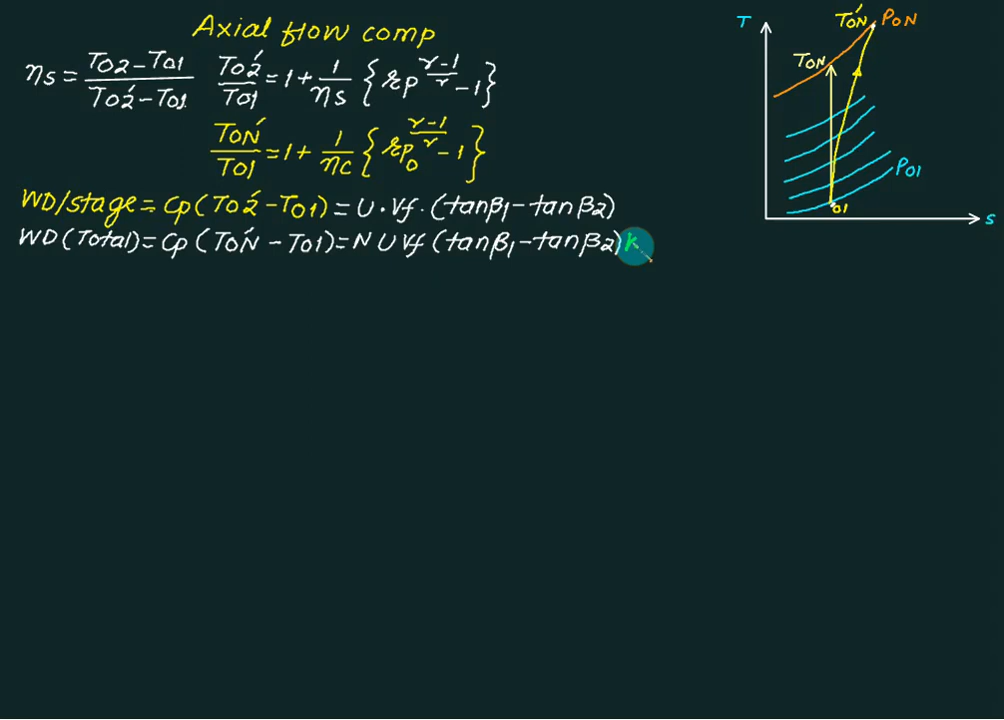 Axial flow comp
ηs = (T02 - T01)/(T02' - T01) T02'/T01 = 1 + 1/ηs {rp^((γ-1)/γ) - 1}
T0N'/T01 = 1 + 1/ηc {rp0^((γ-1)/γ) - 1}
WD/stage = Cp(T02' - T01) = U·Vf·(tanβ1 - tanβ2)
WD(Total) = Cp(T0N' - T01) = N U Vf (tanβ1 - tanβ2) K
T
T0N'
P0N
T0N
P01
01
s